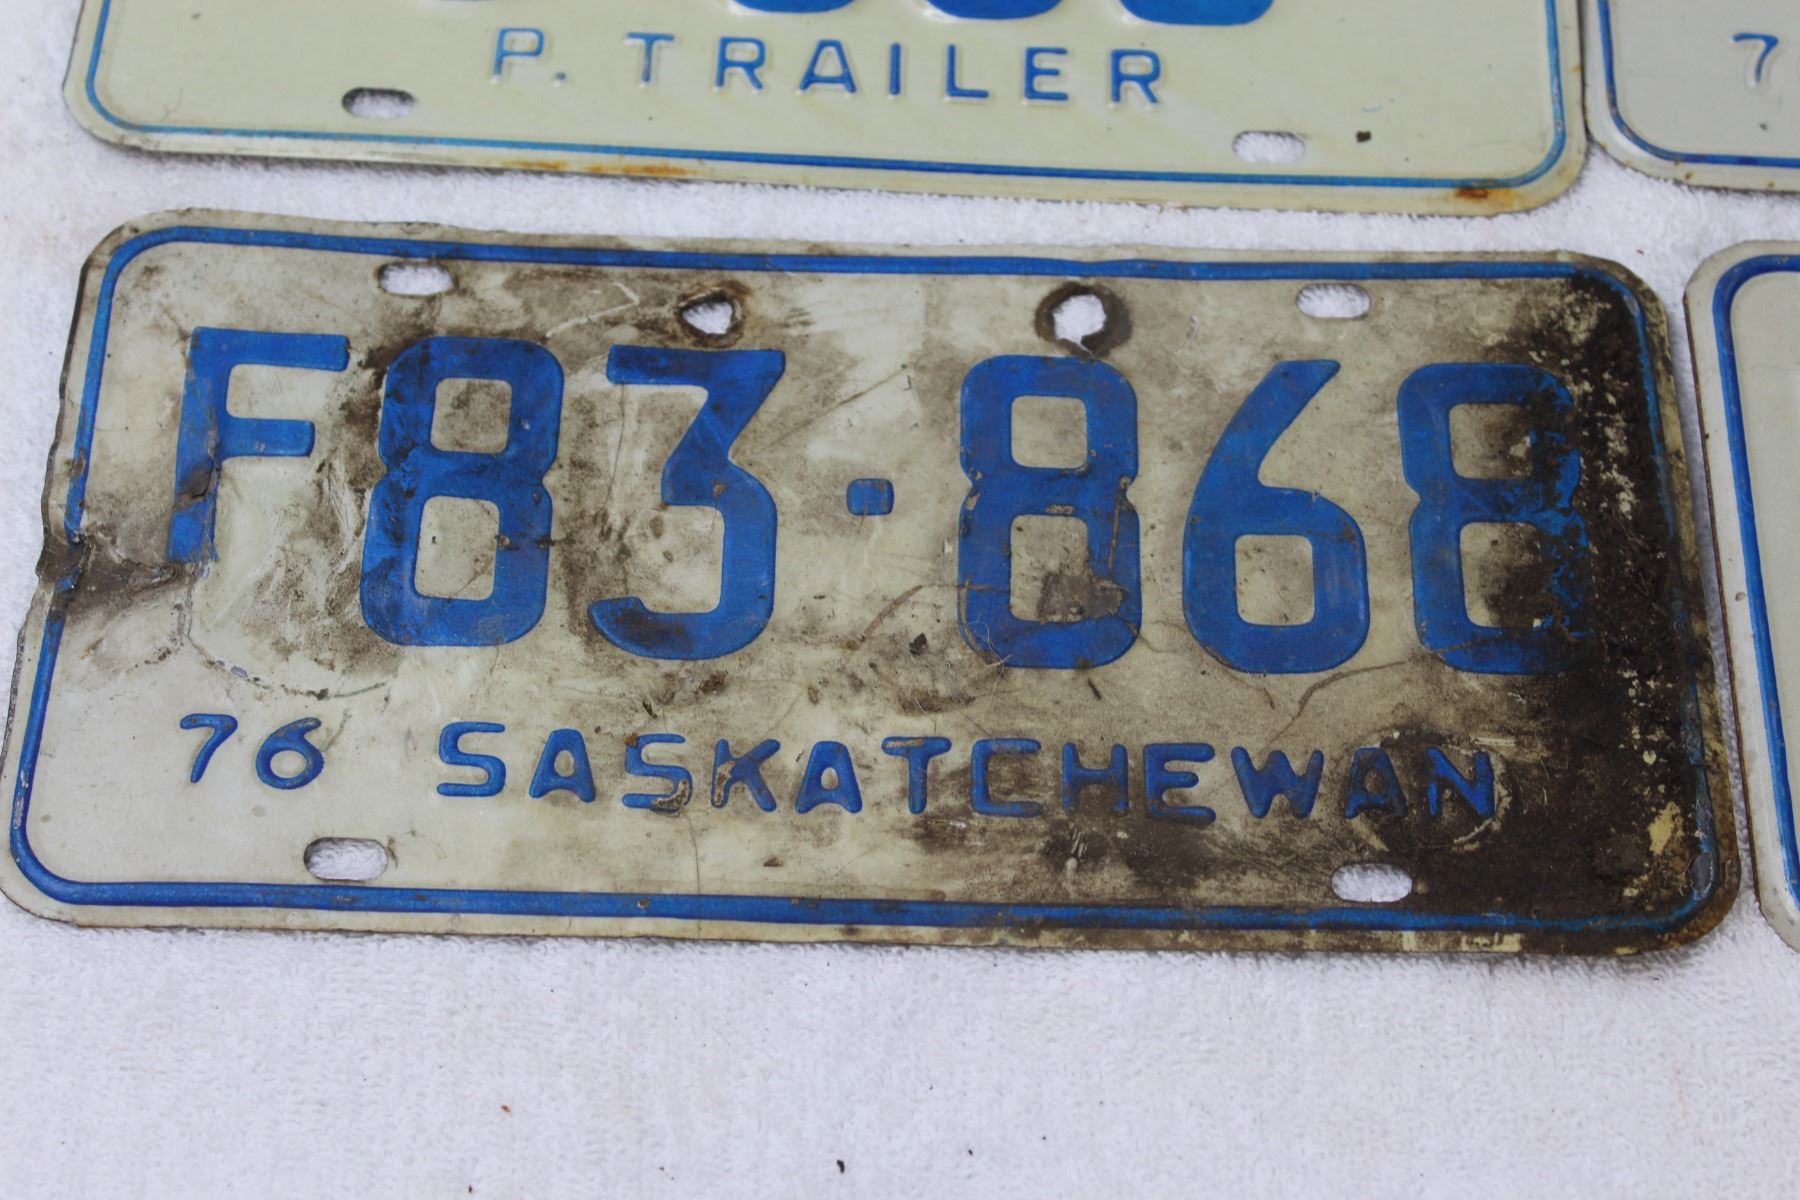 P. TRAILER
F83·868
76 SASKATCHEWAN